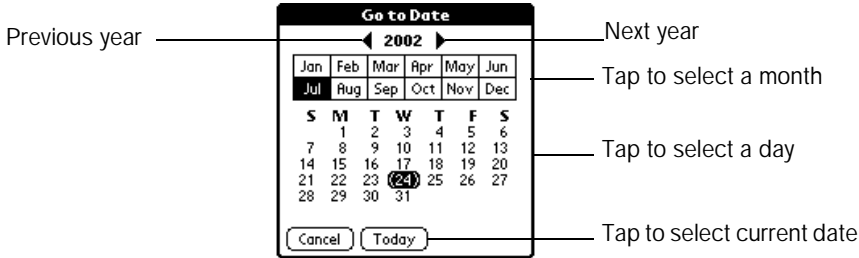 Go to Date
Previous year
2002
Next year
Jan Feb Mar Apr May Jun
Tap to select a month
Jul Aug Sep Oct Nov Dec
S M T W T F S
1 2 3 4 5 6
7 8 9 10 11 12 13
Tap to select a day
14 15 16 17 18 19 20
21 22 23 24 25 26 27
28 29 30 31
Cancel Today
Tap to select current date